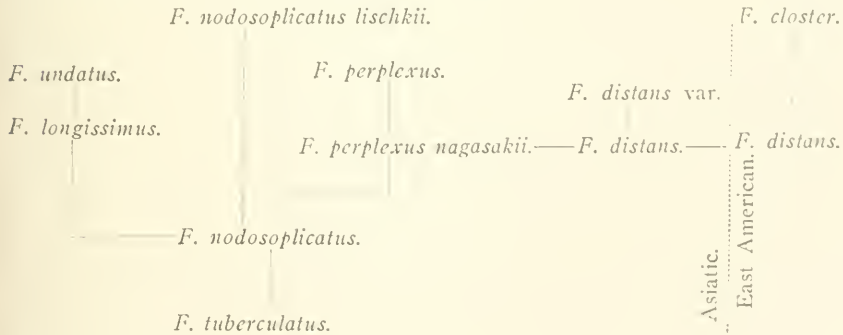 F. nodosoplicatus lischkii.
F. closter.
F. undatus.
F. perplexus.
F. distans var.
F. longissimus.
F. perplexus nagasakii.——F. distans.——F. distans.
F. nodosoplicatus.
Asiatic.
East American.
F. tuberculatus.